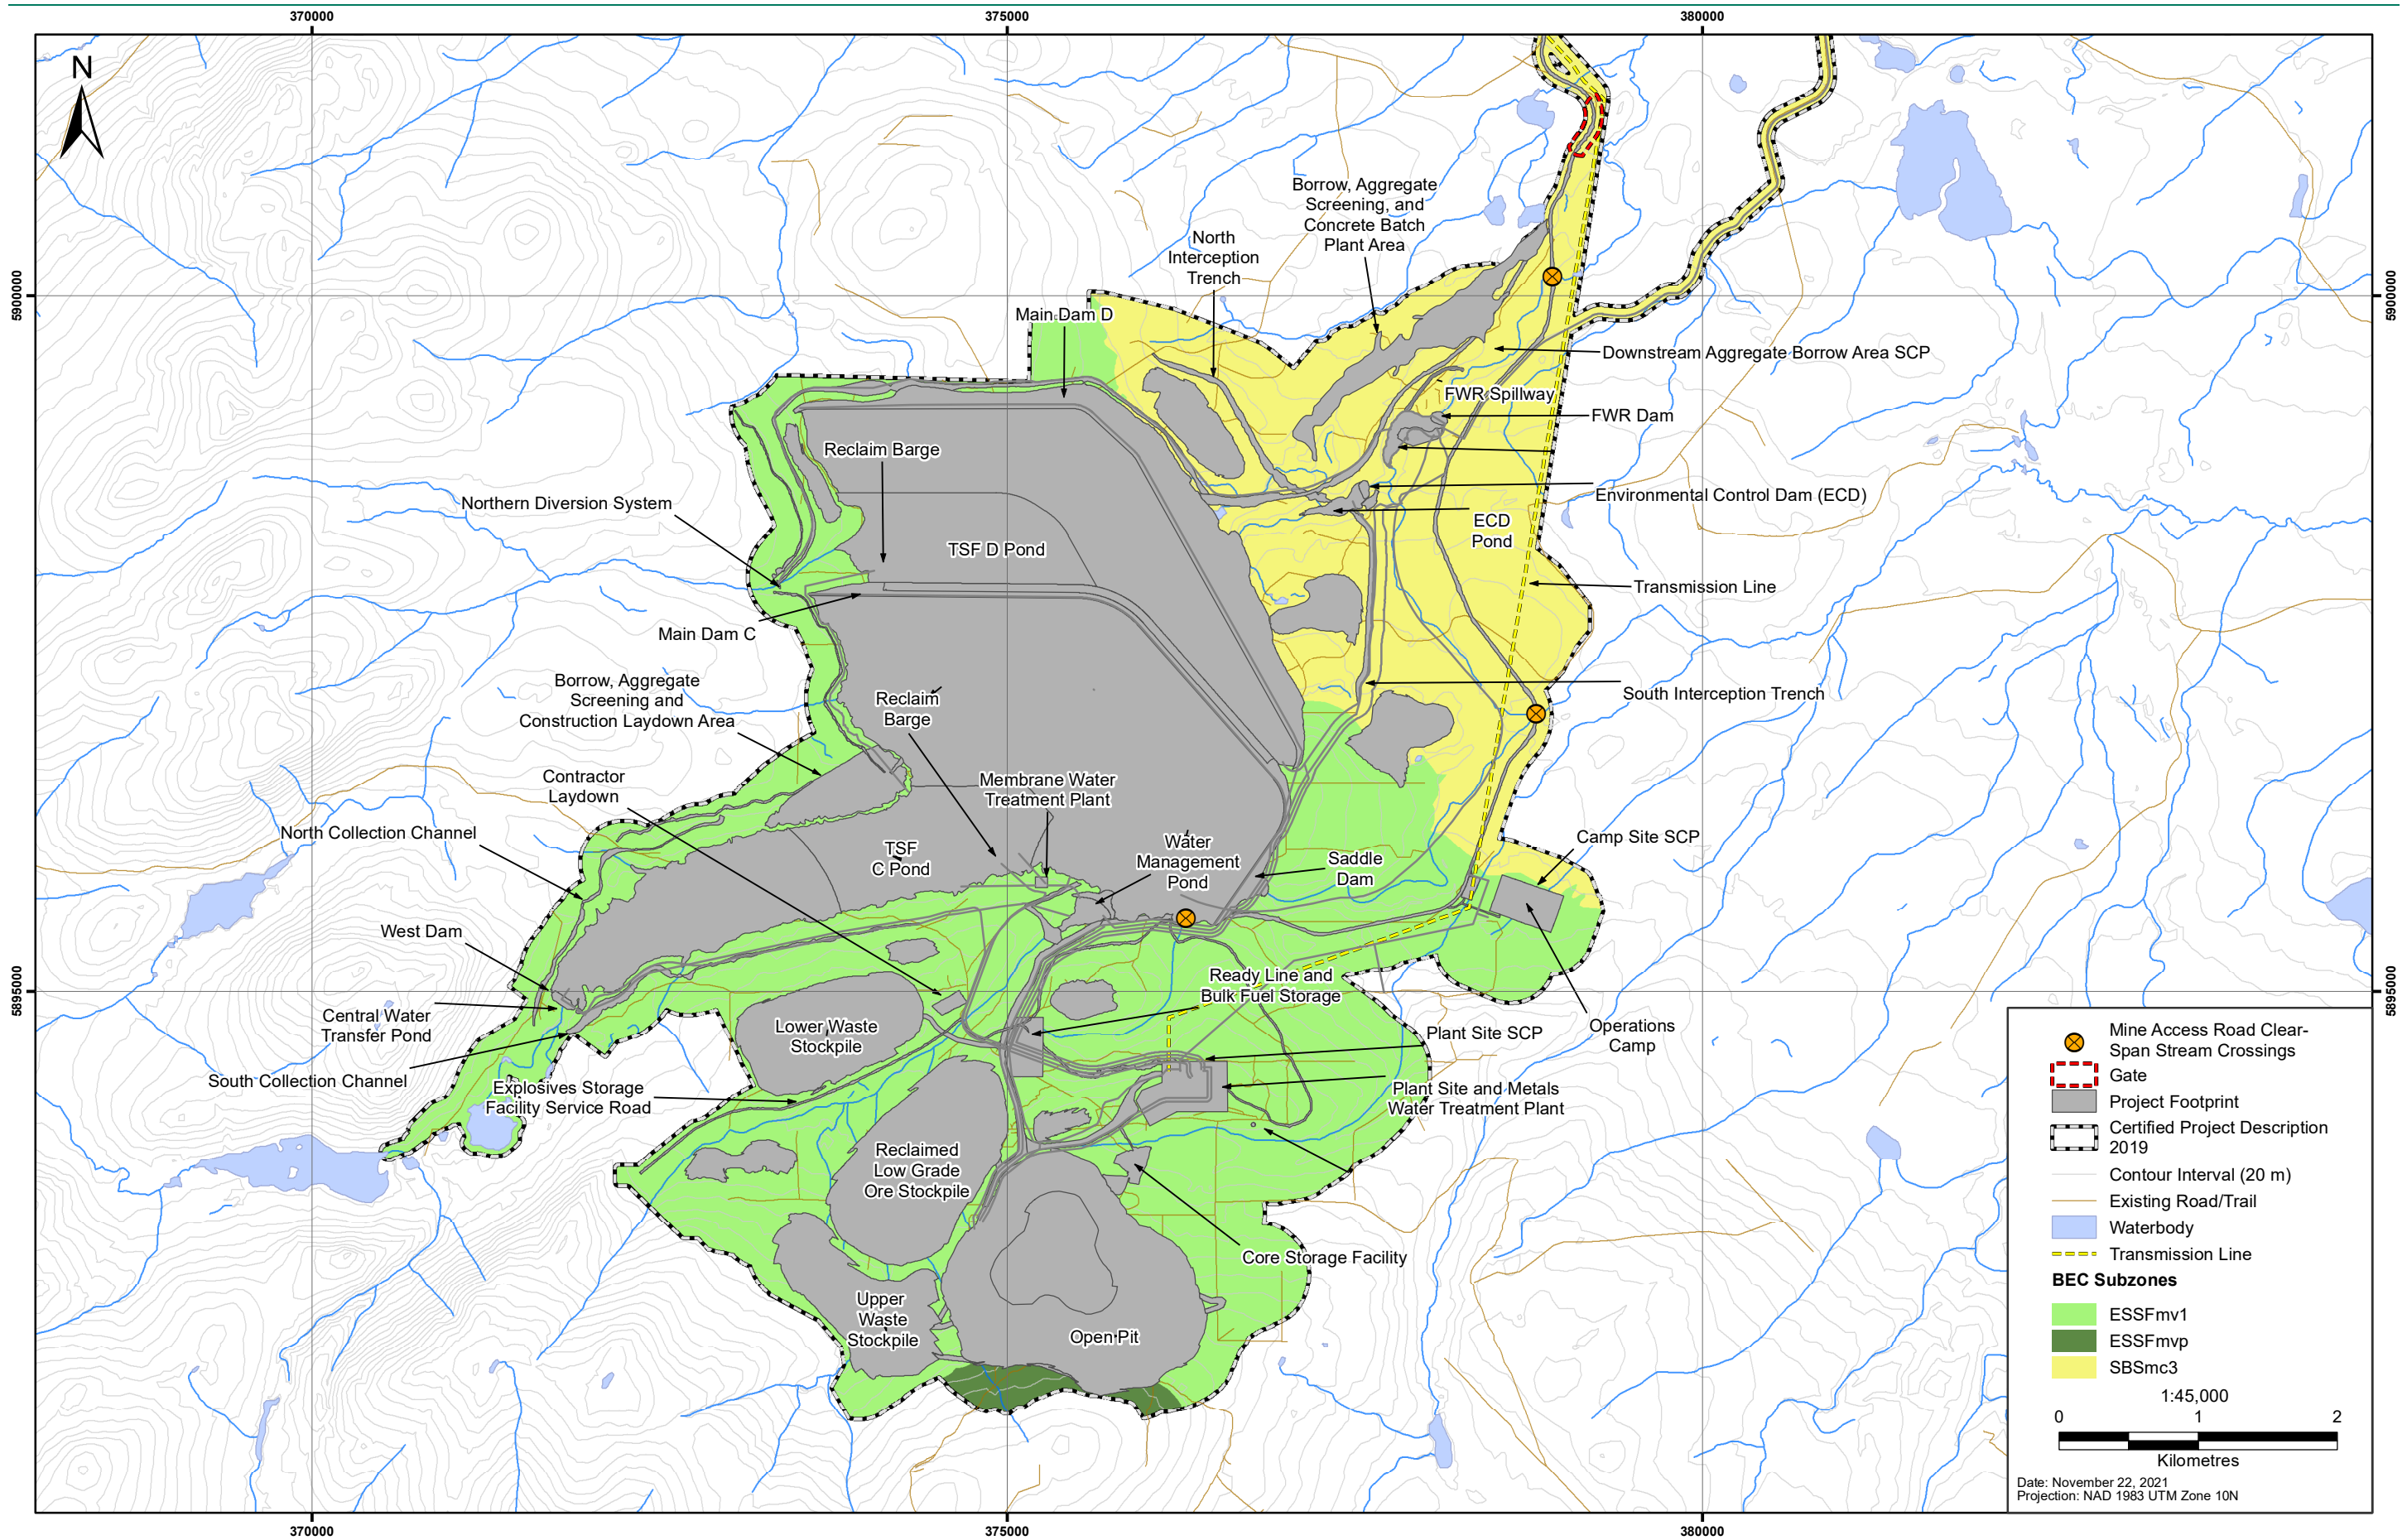 370000
375000
380000
N
5900000
5900000
5895000
5895000
Borrow, Aggregate
Screening, and
Concrete Batch
Plant Area
North
Interception
Trench
Main Dam D
Downstream Aggregate Borrow Area SCP
FWR Spillway
FWR Dam
Reclaim Barge
Northern Diversion System
Environmental Control Dam (ECD)
ECD
Pond
TSF D Pond
Transmission Line
Main Dam C
Borrow, Aggregate
Screening and
Construction Laydown Area
Reclaim
Barge
South Interception Trench
Contractor
Laydown
Membrane Water
Treatment Plant
North Collection Channel
TSF
C Pond
Water
Management
Pond
Saddle
Dam
Camp Site SCP
West Dam
Central Water
Transfer Pond
Ready Line and
Bulk Fuel Storage
Lower Waste
Stockpile
Plant Site SCP
Operations
Camp
South Collection Channel
Explosives Storage
Facility Service Road
Plant Site and Metals
Water Treatment Plant
Reclaimed
Low Grade
Ore Stockpile
Core Storage Facility
Upper
Waste
Stockpile
Open Pit
Mine Access Road Clear-
Span Stream Crossings
Gate
Project Footprint
Certified Project Description
2019
Contour Interval (20 m)
Existing Road/Trail
Waterbody
Transmission Line
BEC Subzones
ESSFmv1
ESSFmvp
SBSmc3
1:45,000
0 1 2
Kilometres
Date: November 22, 2021
Projection: NAD 1983 UTM Zone 10N
370000
375000
380000